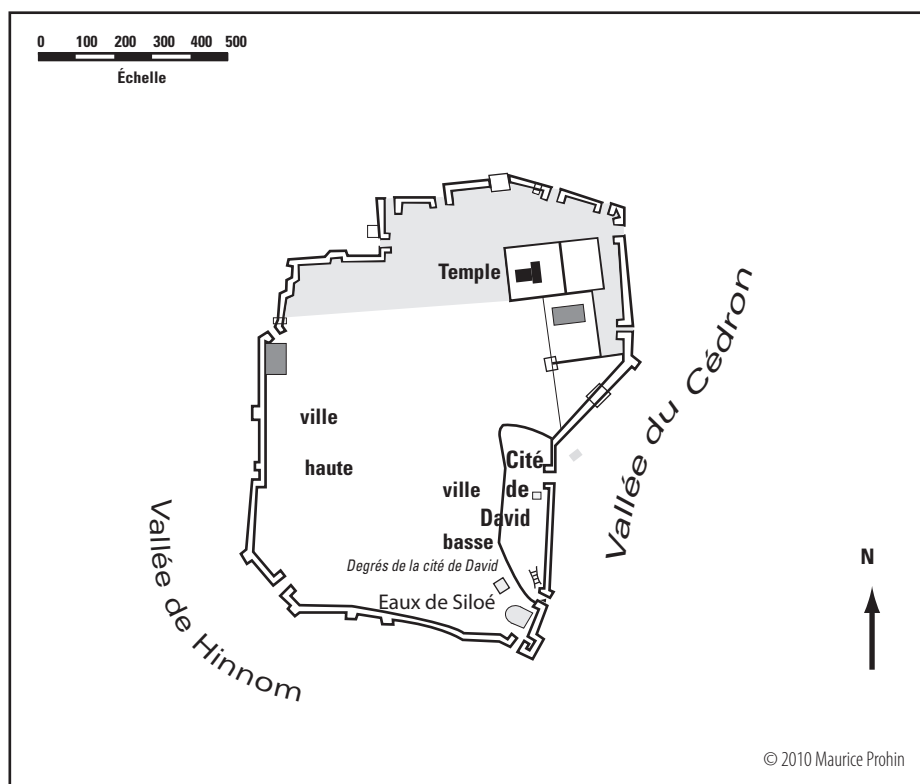 0 100 200 300 400 500
Échelle
Temple
Vallée du Cédron
ville
haute
Cité
de
David
ville
basse
Degrés de la cité de David
Eaux de Siloé
Vallée de Hinnom
N
© 2010 Maurice Prohin